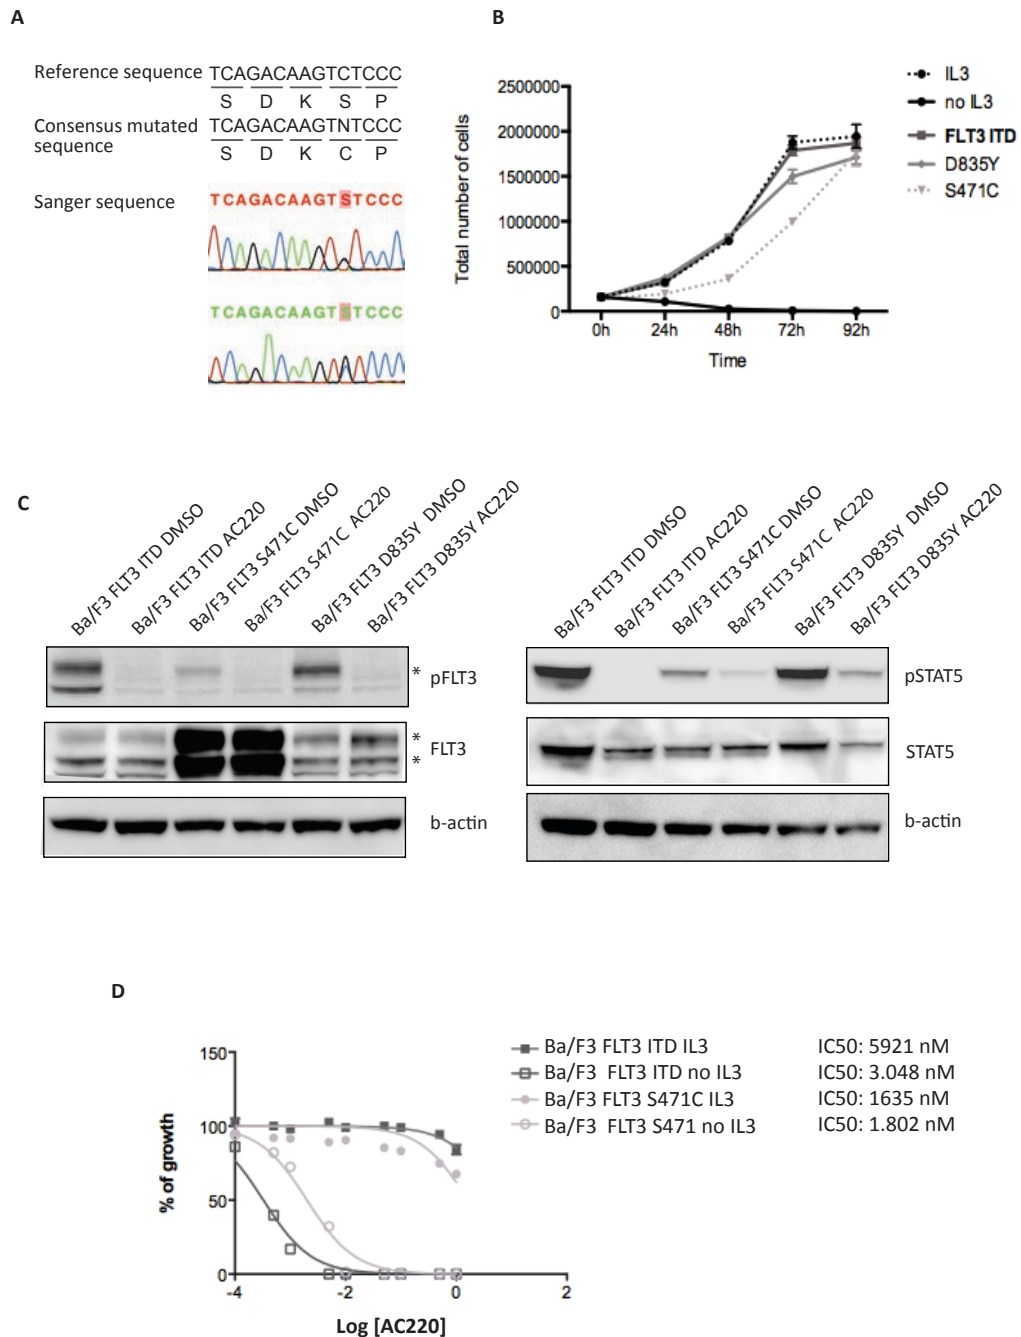 A
Reference sequence TCAGACAAGTCTCCC
S D K S P
Consensus mutated TCAGACAAGTNTCCC
sequence S D K C P
Sanger sequence
TCAGACAAGTSTCCC
TCAGACAAGTSTCCC
B
Total number of cells
2500000
2000000
1500000
1000000
500000
0
0h 24h 48h 72h 92h
Time
IL3
no IL3
FLT3 ITD
D835Y
S471C
C
Ba/F3 FLT3 ITD DMSO
Ba/F3 FLT3 ITD AC220
Ba/F3 FLT3 S471C DMSO
Ba/F3 FLT3 S471C AC220
Ba/F3 FLT3 D835Y DMSO
Ba/F3 FLT3 D835Y AC220
* pFLT3
* FLT3
*
b-actin
Ba/F3 FLT3 ITD DMSO
Ba/F3 FLT3 ITD AC220
Ba/F3 FLT3 S471C DMSO
Ba/F3 FLT3 S471C AC220
Ba/F3 FLT3 D835Y DMSO
Ba/F3 FLT3 D835Y AC220
pSTAT5
STAT5
b-actin
D
% of growth
150
100
50
0
-4 -2 0 2
Log [AC220]
Ba/F3 FLT3 ITD IL3 IC50: 5921 nM
Ba/F3 FLT3 ITD no IL3 IC50: 3.048 nM
Ba/F3 FLT3 S471C IL3 IC50: 1635 nM
Ba/F3 FLT3 S471 no IL3 IC50: 1.802 nM